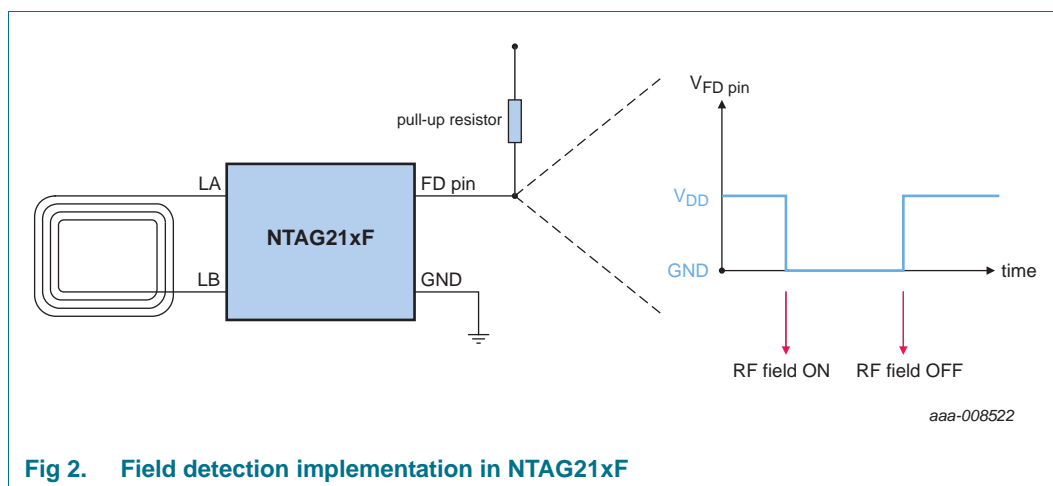 pull-up resistor
LA
FD pin
NTAG21xF
LB
GND
VFD pin
VDD
GND
time
RF field ON
RF field OFF
aaa-008522
Fig 2. Field detection implementation in NTAG21xF